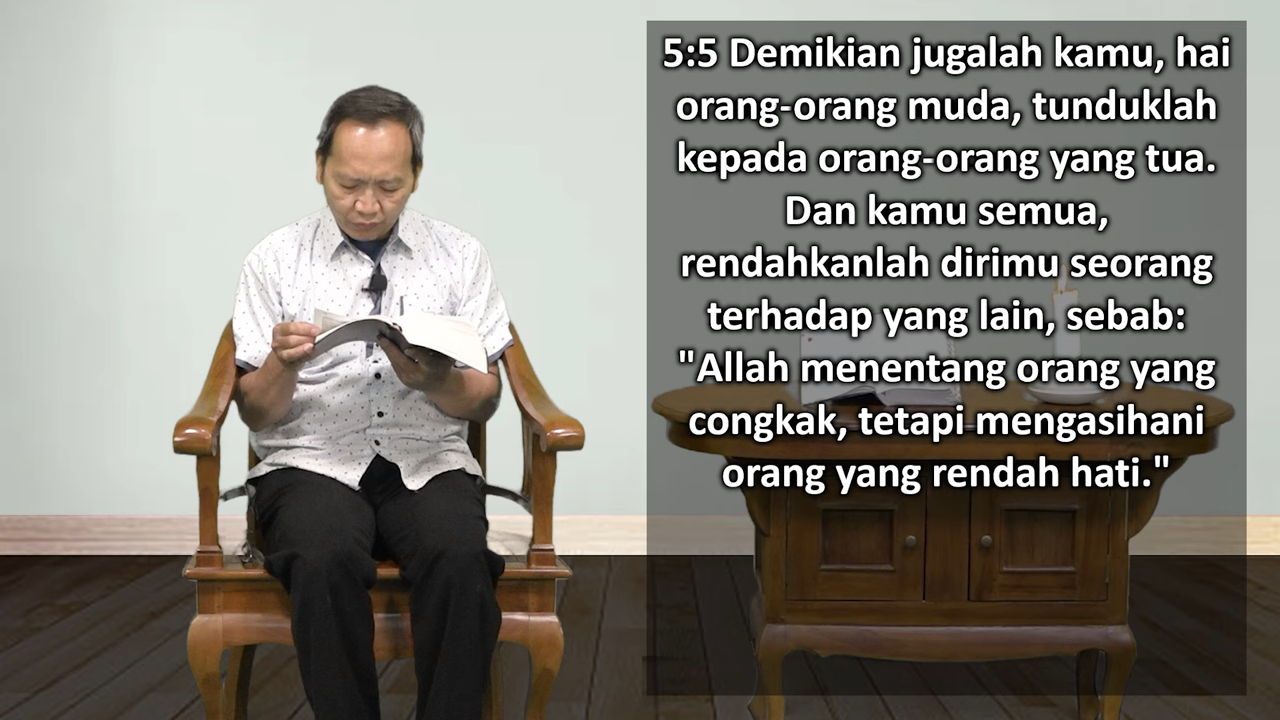 5:5 Demikian jugalah kamu, hai
orang-orang muda, tunduklah
kepada orang-orang yang tua.
Dan kamu semua,
rendahkanlah dirimu seorang
terhadap yang lain, sebab:
"Allah menentang orang yang
congkak, tetapi mengasihani
orang yang rendah hati."